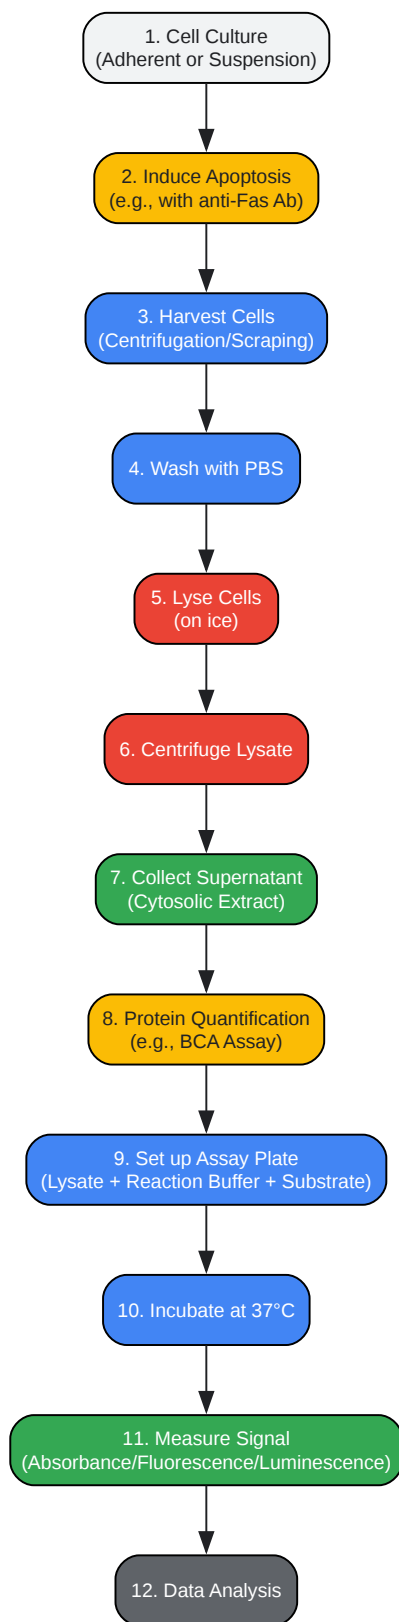 1. Cell Culture
(Adherent or Suspension)
2. Induce Apoptosis
(e.g., with anti-Fas Ab)
3. Harvest Cells
(Centrifugation/Scraping)
4. Wash with PBS
5. Lyse Cells
(on ice)
6. Centrifuge Lysate
7. Collect Supernatant
(Cytosolic Extract)
8. Protein Quantification
(e.g., BCA Assay)
9. Set up Assay Plate
(Lysate + Reaction Buffer + Substrate)
10. Incubate at 37°C
11. Measure Signal
(Absorbance/Fluorescence/Luminescence)
12. Data Analysis